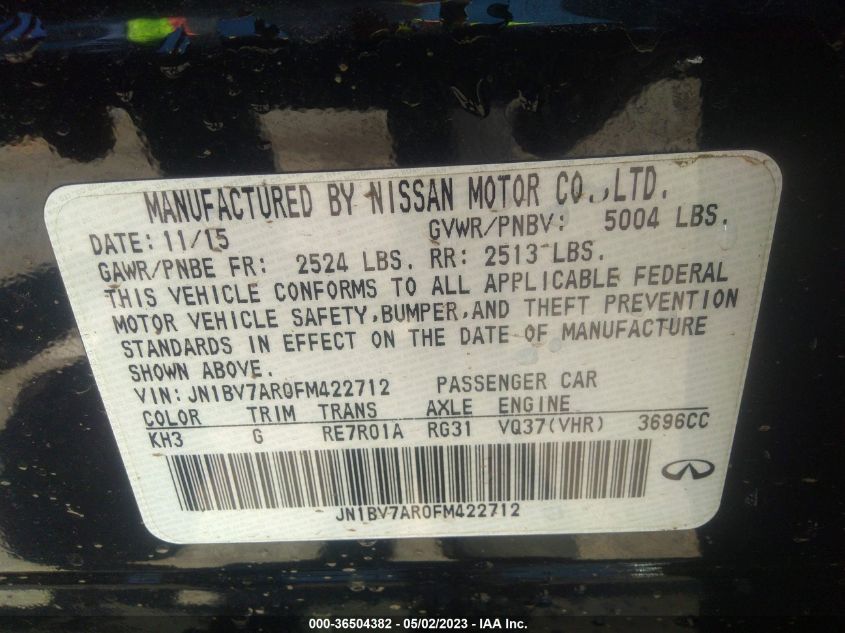 MANUFACTURED BY NISSAN MOTOR CO.,LTD.
DATE: 11/15 GVWR/PNBV: 5004 LBS.
GAWR/PNBE FR: 2524 LBS. RR: 2513 LBS.
THIS VEHICLE CONFORMS TO ALL APPLICABLE FEDERAL
MOTOR VEHICLE SAFETY,BUMPER,AND THEFT PREVENTION
STANDARDS IN EFFECT ON THE DATE OF MANUFACTURE
SHOWN ABOVE.
VIN: JN1BV7AR0FM422712 PASSENGER CAR
COLOR TRIM TRANS AXLE ENGINE
KH3 G RE7R01A RG31 VQ37(VHR) 3696CC
JN1BV7AR0FM422712
000-36504382 - 05/02/2023 - IAA Inc.